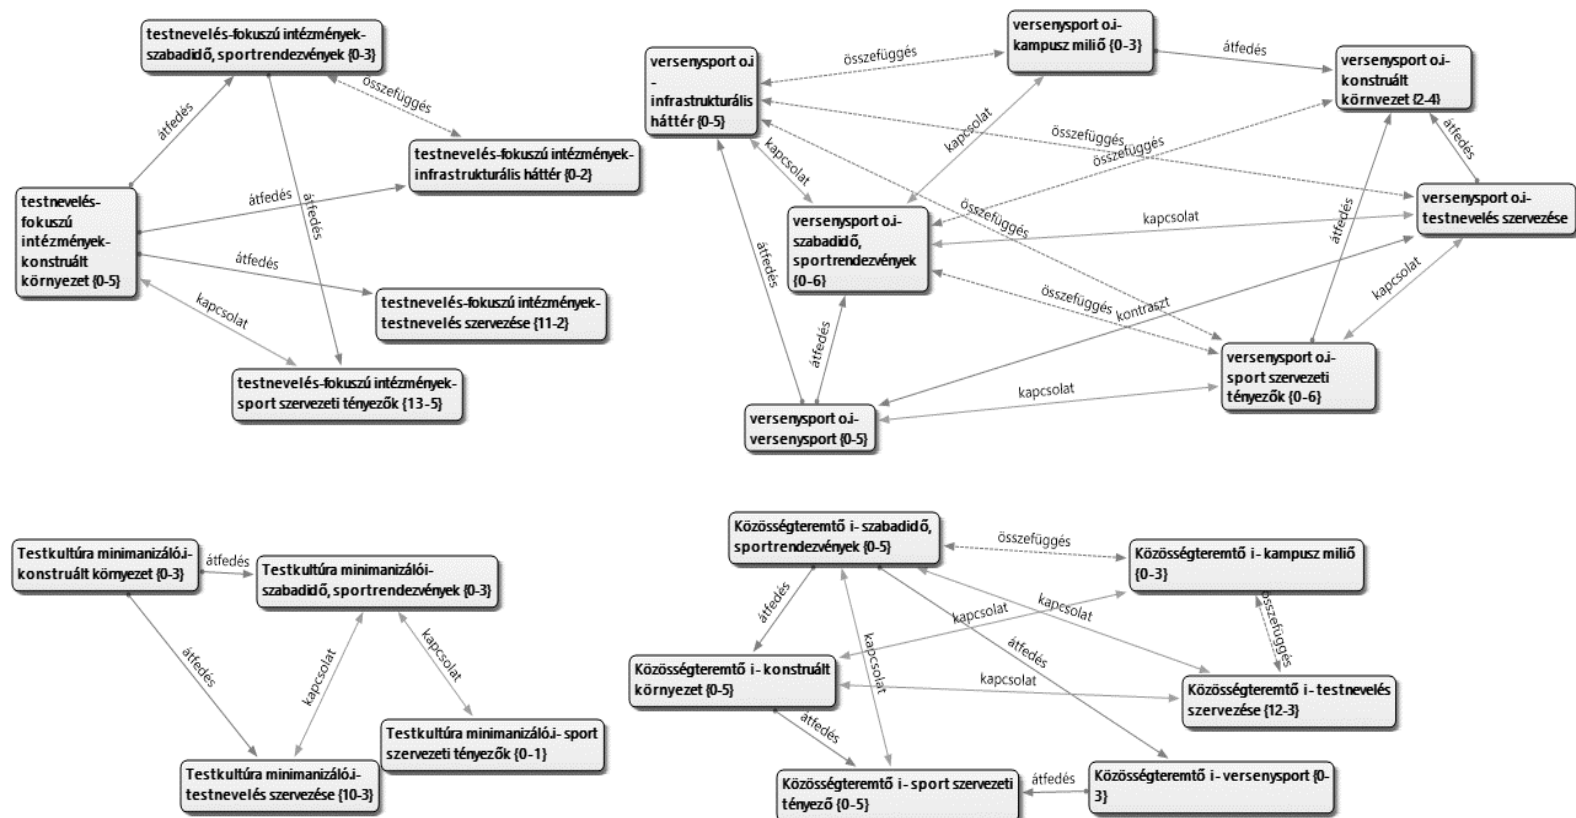 testnevelés-fokuszú intézmények-
szabadidő, sportrendezvények {0-3}
összefüggés
átfedés
testnevelés-fokuszú intézmények-
infrastrukturális háttér {0-2}
átfedés
átfedés
testnevelés-
fokuszú
intézmények-
konstruált
környezet {0-5}
átfedés
kapcsolat
testnevelés-fokuszú intézmények-
testnevelés szervezése {11-2}
testnevelés-fokuszú intézmények-
sport szervezeti tényezők {13-5}
versenysport o.i
-
infrastrukturális
háttér {0-5}
összefüggés
versenysport o.i-
kampusz milió {0-3}
átfedés
versenysport o.i-
konstruált
környezet {2-4}
kapcsolat
kapcsolat
összefüggés
összefüggés
átfedés
versenysport o.i-
testnevelés szervezése
versenysport o.i-
szabadidő,
sportrendezvények
{0-6}
összefüggés
kapcsolat
átfedés
átfedés
összefüggés
kontraszt
kapcsolat
átfedés
versenysport o.i-
sport szervezeti
tényezők {0-6}
kapcsolat
versenysport o.i-
versenysport {0-5}
Testkultúra minimanizáló.i-
konstruált környezet {0-3}
átfedés
Testkultúra minimanizálói-
szabadidő, sportrendezvények {0-3}
átfedés
kapcsolat
kapcsolat
Testkultúra minimanizáló.i- sport
szervezeti tényezők {0-1}
Testkultúra minimanizáló.i-
testnevelés szervezése {10-3}
Közösségteremtő i- szabadidő,
sportrendezvények {0-5}
összefüggés
Közösségteremtő i- kampusz milió
{0-3}
átfedés
kapcsolat
kapcsolat
összefüggés
kapcsolat
átfedés
Közösségteremtő i- konstruált
környezet {0-5}
kapcsolat
Közösségteremtő i- testnevelés
szervezése {12-3}
átfedés
Közösségteremtő i- sport szervezeti
tényező {0-5}
átfedés
Közösségteremtő i- versenysport {0-
3}